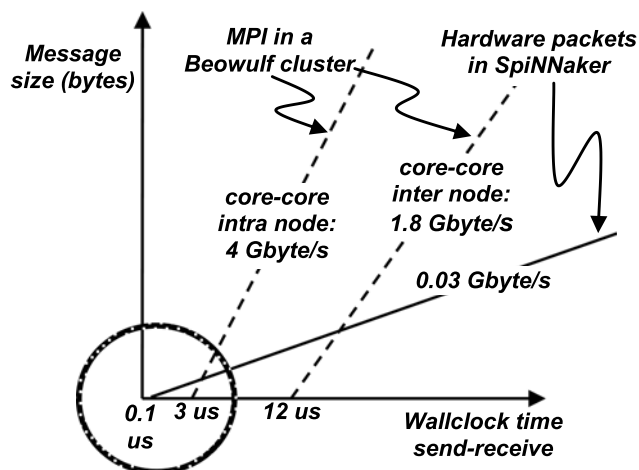 Message
size (bytes)
MPI in a
Beowulf cluster
Hardware packets
in SpiNNaker
core-core
intra node:
4 Gbyte/s
core-core
inter node:
1.8 Gbyte/s
0.03 Gbyte/s
0.1
us
3 us
12 us
Wallclock time
send-receive